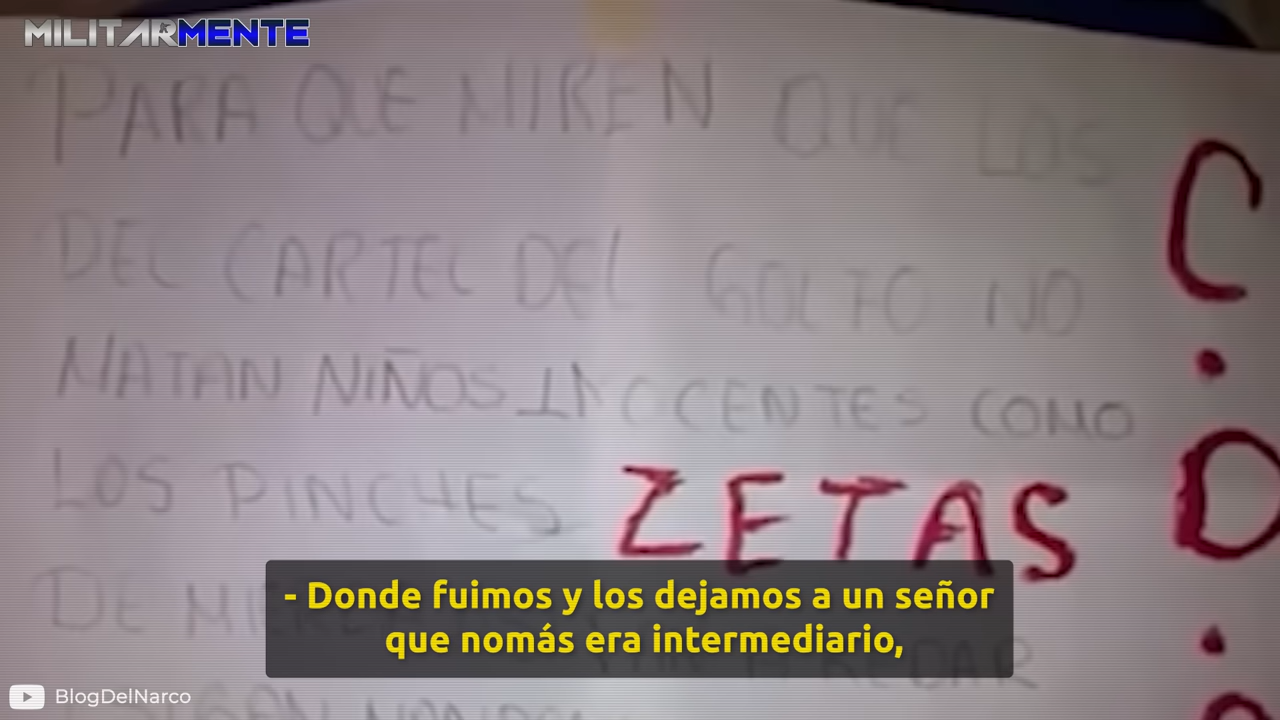 MILITARMENTE
PARA QUE MIREN QUE LOS
DEL CARTEL DEL GOLFO NO
MATAN NIÑOS INOCENTES COMO
LOS PINCHES ZETAS
C.D.
- Donde fuimos y los dejamos a un señor
que nomás era intermediario,
BlogDelNarco